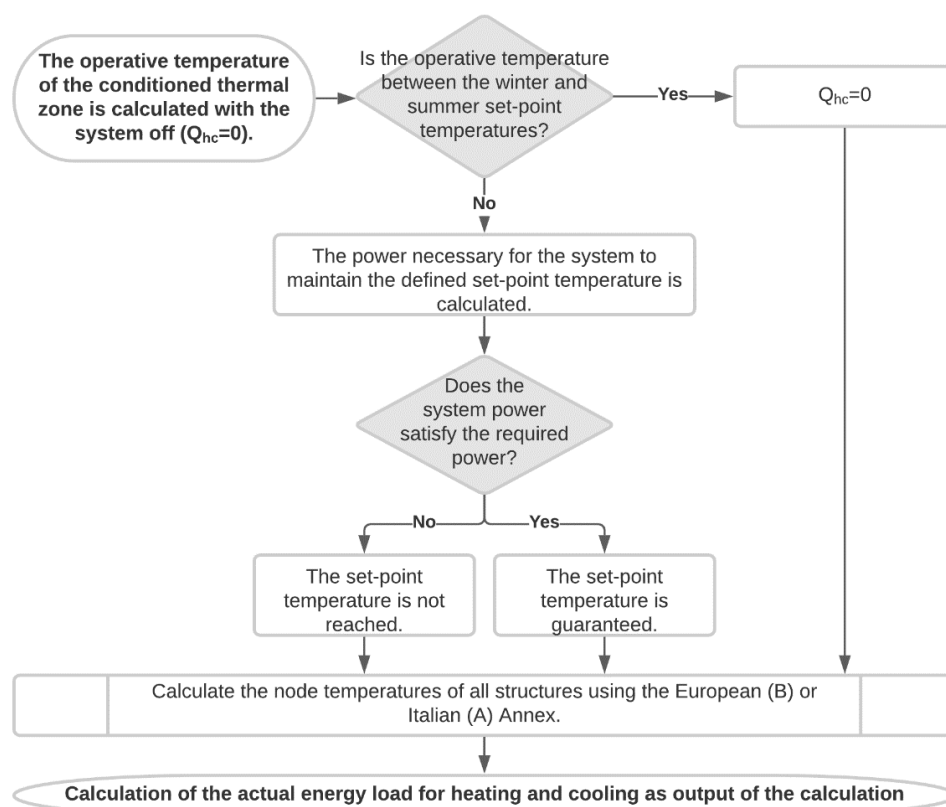 The operative temperature
of the conditioned thermal
zone is calculated with the
system off (Qhc=0).
Is the operative temperature
between the winter and
summer set-point
temperatures?
Yes
Qhc=0
No
The power necessary for the system to
maintain the defined set-point temperature is
calculated.
Does the
system power
satisfy the required
power?
No
Yes
The set-point
temperature is not
reached.
The set-point
temperature is
guaranteed.
Calculate the node temperatures of all structures using the European (B) or
Italian (A) Annex.
Calculation of the actual energy load for heating and cooling as output of the calculation